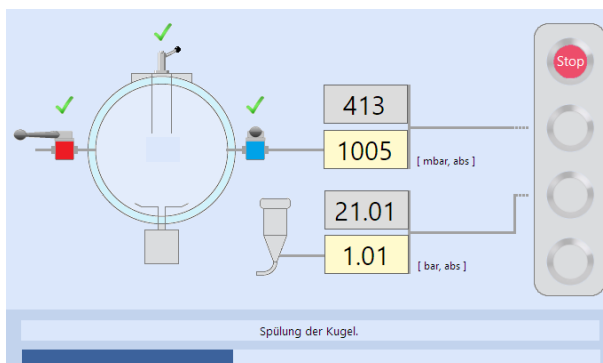 Stop
413
1005
[ mbar, abs ]
21.01
1.01
[ bar, abs ]
Spülung der Kugel.